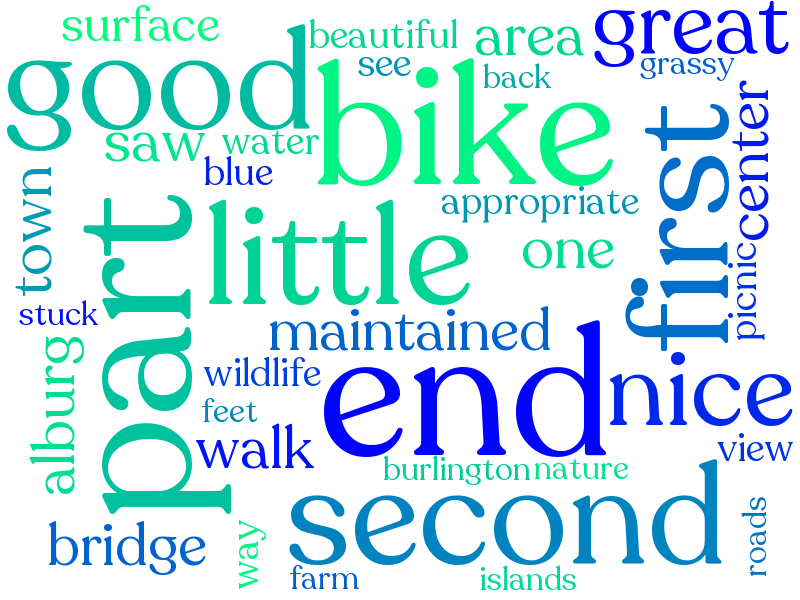 surface
beautiful
area
great
good
see
back
grassy
bike
saw
water
blue
first
center
town
part
little
appropriate
one
picnic
stuck
maintained
end
nice
alburg
wildlife
feet
walk
view
burlington
nature
second
bridge
way
roads
farm
islands